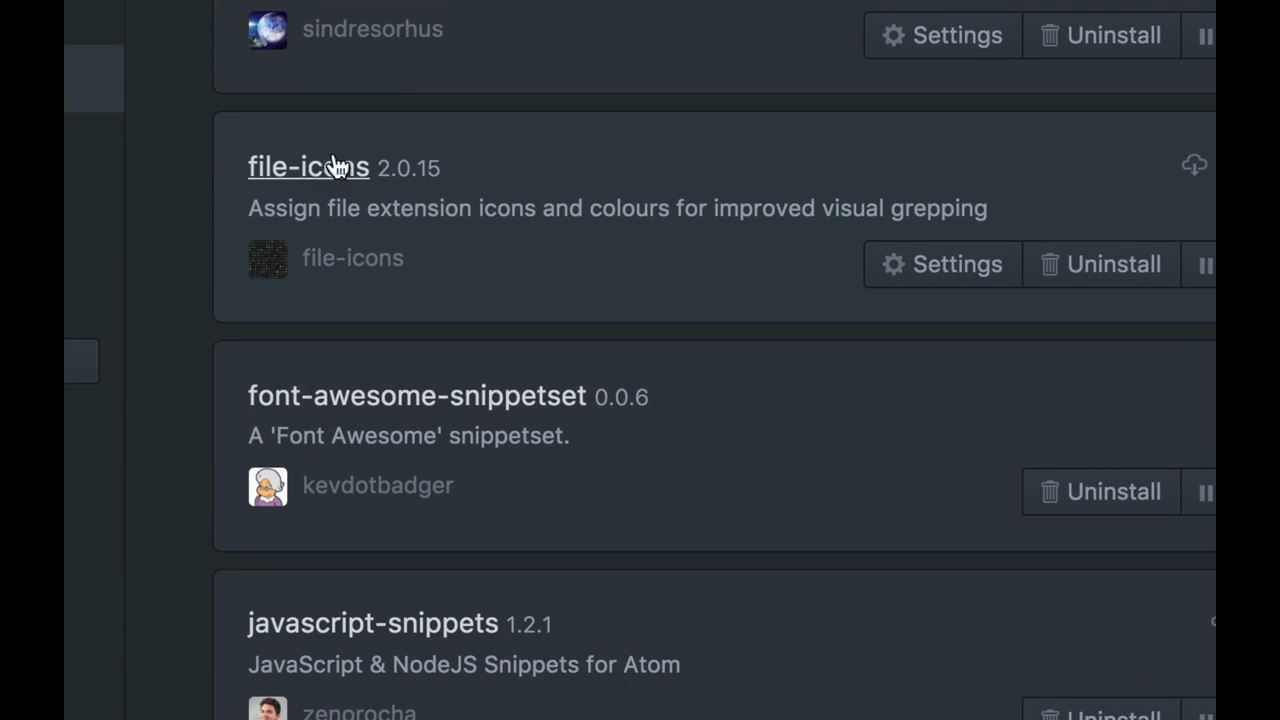 sindresorhus
Settings
Uninstall
file-icons 2.0.15
Assign file extension icons and colours for improved visual grepping
file-icons
Settings
Uninstall
font-awesome-snippetset 0.0.6
A 'Font Awesome' snippetset.
kevdotbadger
Uninstall
javascript-snippets 1.2.1
JavaScript & NodeJS Snippets for Atom
zenorocha
Uninstall